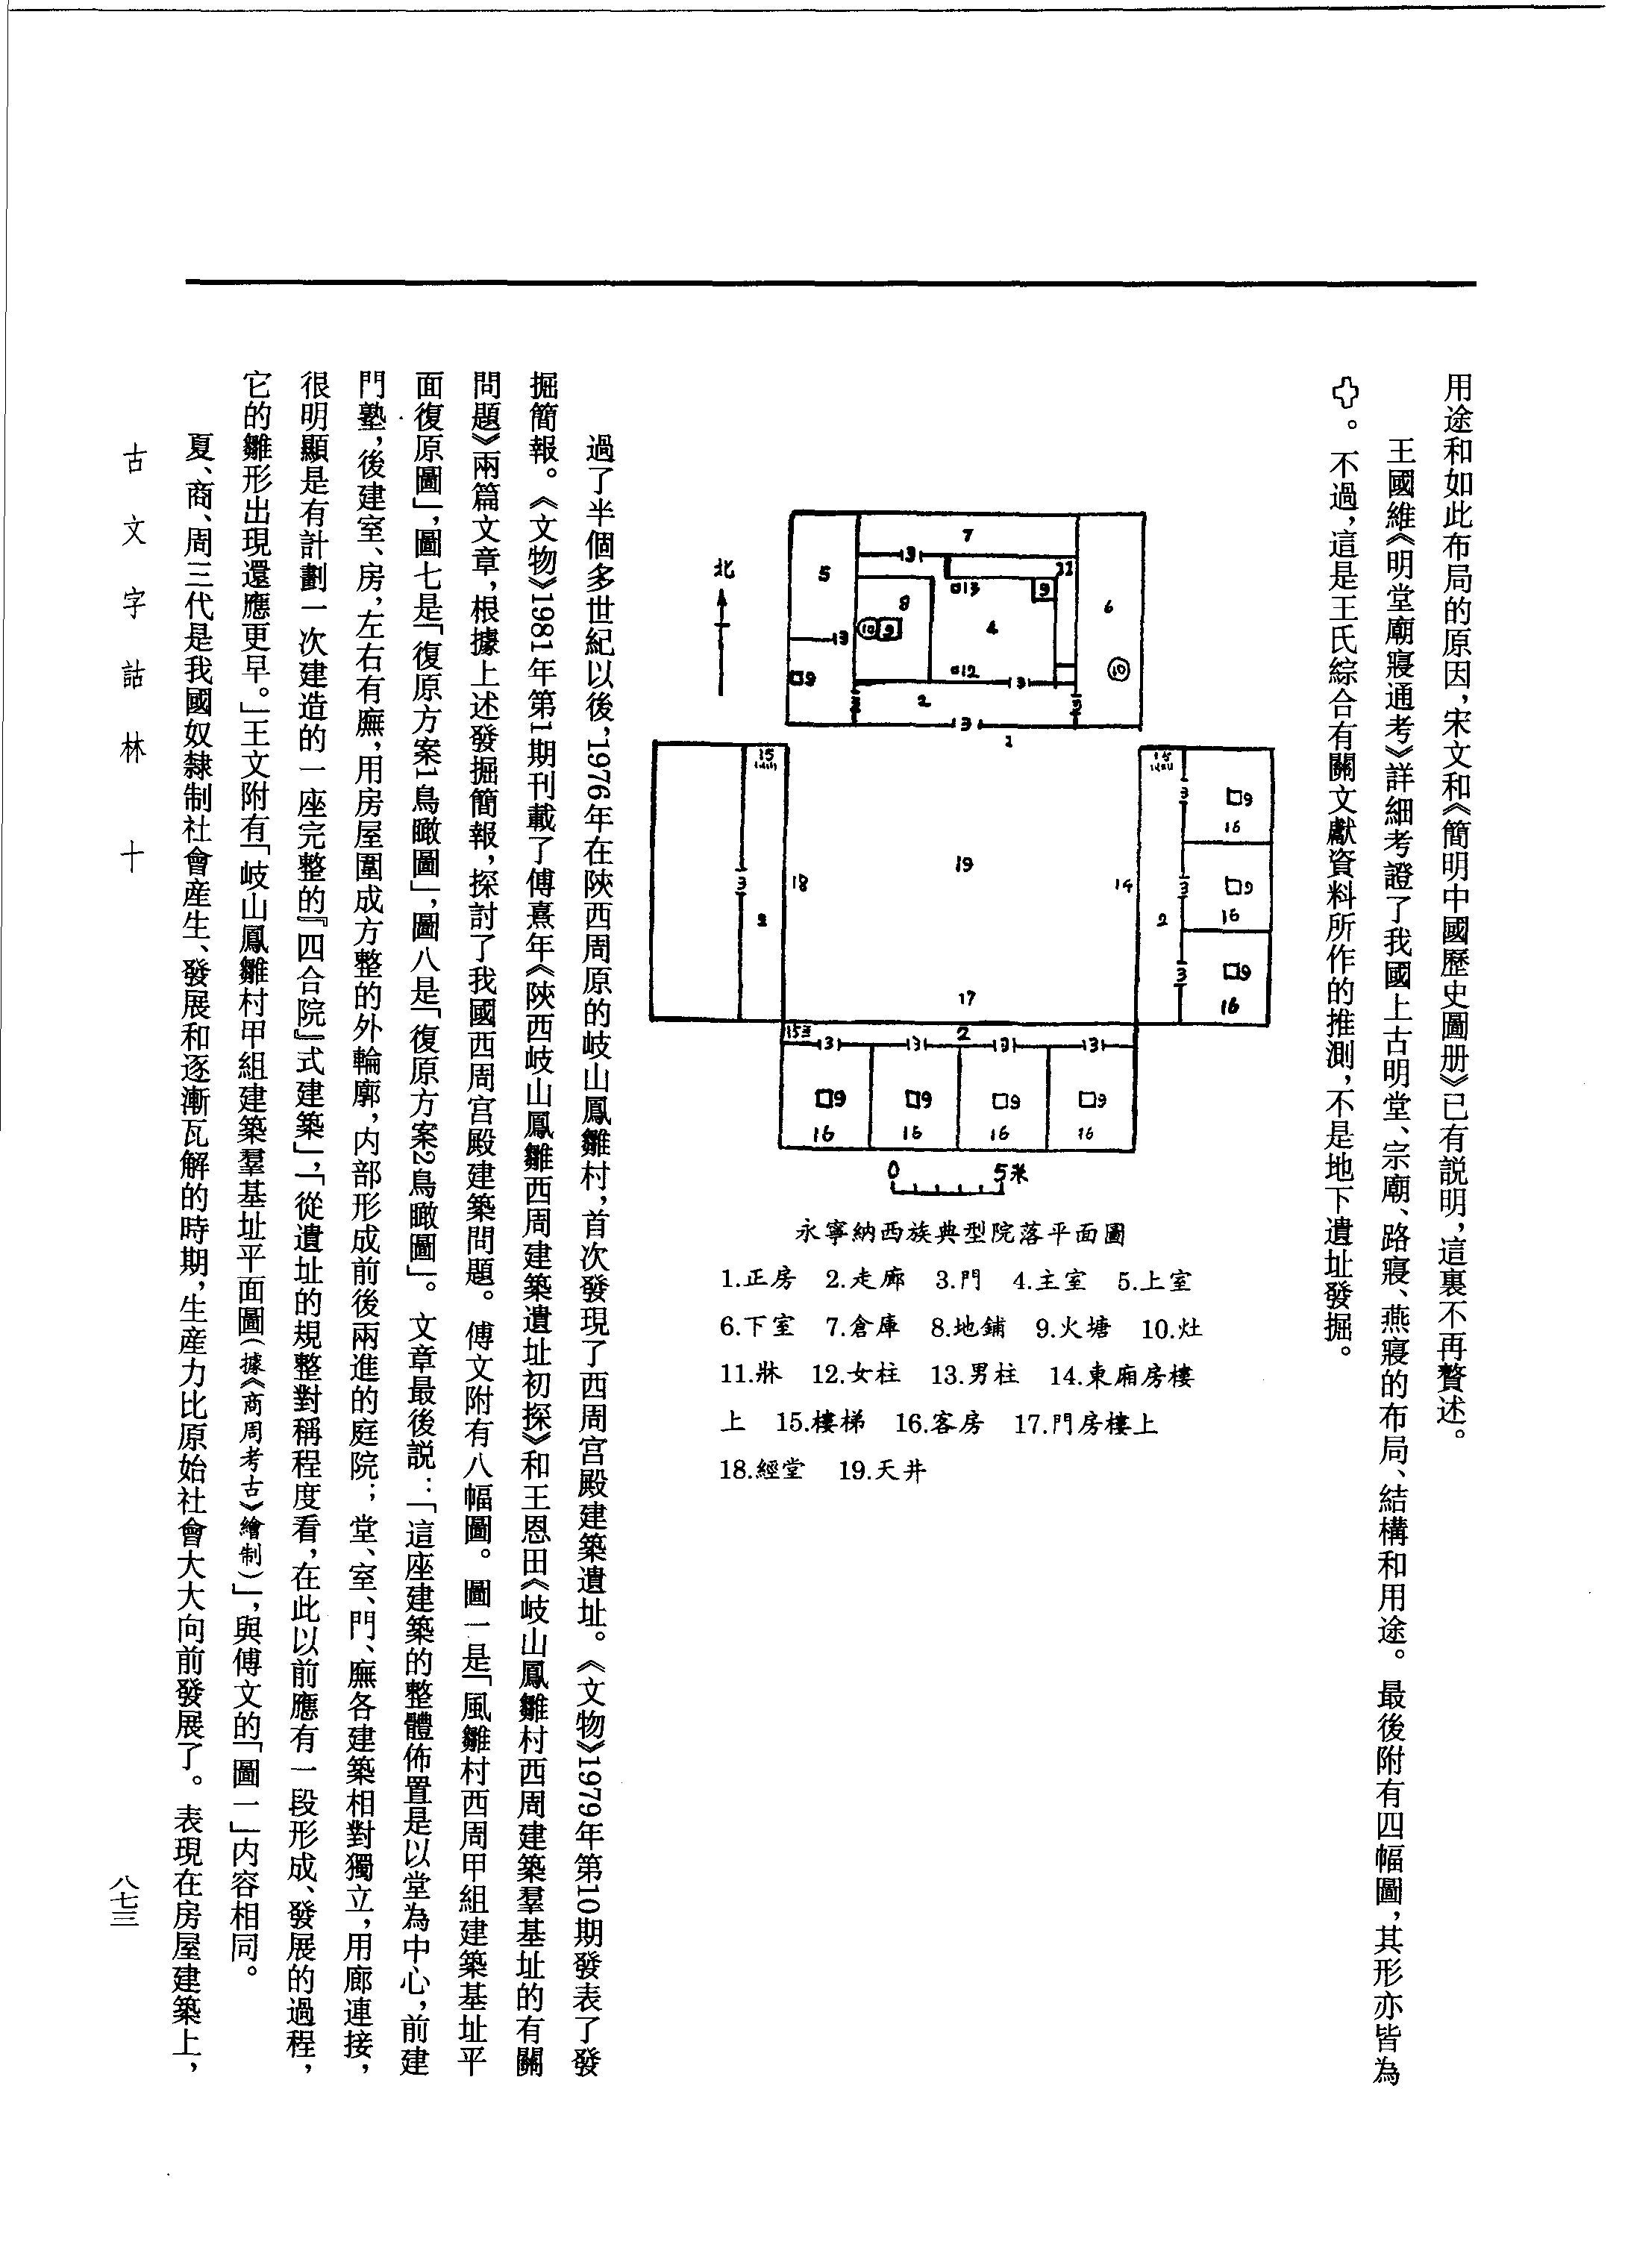 用途和如此布局的原因，宋文和《簡明中國歷史圖册》已有説明，這裏不再贅述。
王國維《明堂廟寢通考》詳細考證了我國上古明堂、宗廟、路寢、燕寢的布局、結構和用途。最後附有四幅圖，其形亦皆為
。不過，這是王氏綜合有關文獻資料所作的推測，不是地下遺址發掘。
北
7
3
5
11
13
9
8
6
4
10
9
13
12
10
9
3
2
3
3
3
1
15
15
3
9
16
19
3
18
3
14
9
16
2
2
3
9
17
16
15
2
3
3
3
3
9
9
9
9
16
16
16
16
0
5米
永寧納西族典型院落平面圖
1.正房 2.走廊 3.門 4.主室 5.上室
6.下室 7.倉庫 8.地鋪 9.火塘 10.灶
11.牀 12.女柱 13.男柱 14.東廂房樓
上 15.樓梯 16.客房 17.門房樓上
18.經堂 19.天井
過了半個多世紀以後，1976年在陝西周原的岐山鳳雛村，首次發現了西周宫殿建築遺址。《文物》1979年第10期發表了發
掘簡報。《文物》1981年第1期刊載了傅熹年《陝西岐山鳳雛西周建築遺址初探》和王恩田《岐山鳳雛村西周建築羣基址的有關
問題》兩篇文章，根據上述發掘簡報，探討了我國西周宫殿建築問題。傅文附有八幅圖。圖一是「風雛村西周甲組建築基址平
面復原圖」，圖七是「復原方案1鳥瞰圖」，圖八是「復原方案2鳥瞰圖」。文章最後説：「這座建築的整體佈置是以堂為中心，前建
門塾，後建室、房，左右有廡，用房屋圍成方整的外輪廓，内部形成前後兩進的庭院；堂、室、門、廡各建築相對獨立，用廊連接，
很明顯是有計劃一次建造的一座完整的『四合院』式建築」，「從遺址的規整對稱程度看，在此以前應有一段形成、發展的過程，
它的雛形出現還應更早。」王文附有「岐山鳳雛村甲組建築羣基址平面圖（據《商周考古》繪制）」，與傅文的「圖一」内容相同。
夏、商、周三代是我國奴隸制社會産生、發展和逐漸瓦解的時期，生産力比原始社會大大向前發展了。表現在房屋建築上，
古文字詁林 十
八七三